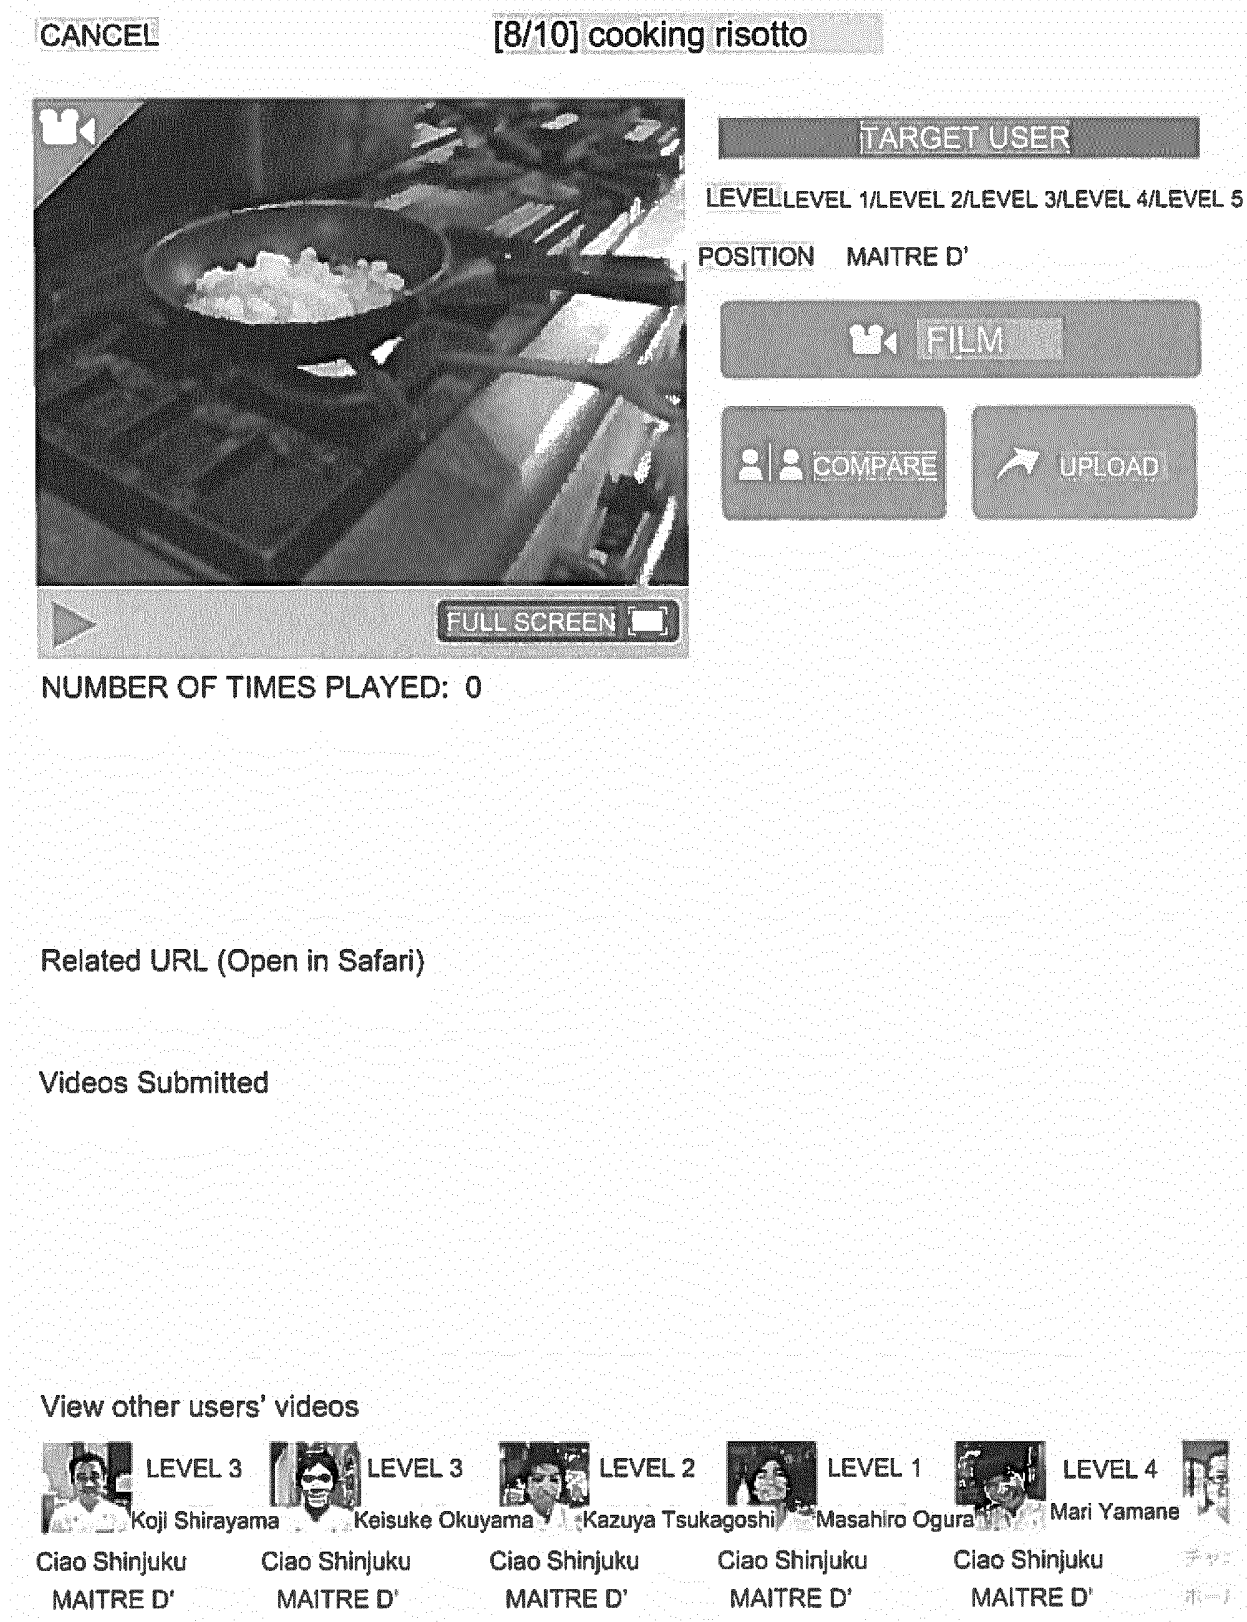 CANCEL
[8/10] cooking risotto
TARGET USER
LEVEL LEVEL 1/LEVEL 2/LEVEL 3/LEVEL 4/LEVEL 5
POSITION MAITRE D'
FILM
COMPARE
UPLOAD
FULL SCREEN
NUMBER OF TIMES PLAYED: 0
Related URL (Open in Safari)
Videos Submitted
View other users' videos
LEVEL 3 LEVEL 3 LEVEL 2 LEVEL 1 LEVEL 4
Koji Shirayama Keisuke Okuyama Kazuya Tsukagoshi Masahiro Ogura Mari Yamane
Ciao Shinjuku Ciao Shinjuku Ciao Shinjuku Ciao Shinjuku Ciao Shinjuku
MAITRE D' MAITRE D' MAITRE D' MAITRE D' MAITRE D'